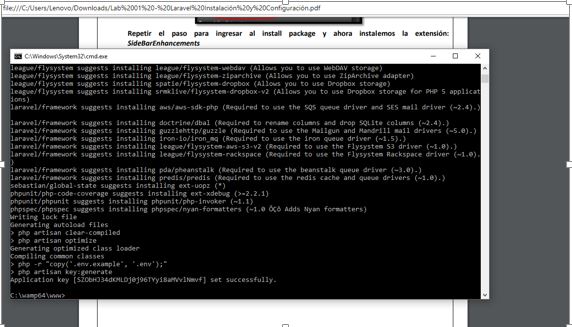 file:///C:/Users/Lenovo/Downloads/Lab%2001%20-%20Laravel%20Instalación%20y%20Configuración.pdf
Repetir el paso para ingresar al install package y ahora instalemos la extensión:
SideBarEnhancements
C:\Windows\System32\cmd.exe
league/flysystem suggests installing league/flysystem-webdav (Allows you to use WebDAV storage)
league/flysystem suggests installing league/flysystem-ziparchive (Allows you to use ZipArchive adapter)
league/flysystem suggests installing spatie/flysystem-dropbox (Allows you to use Dropbox storage)
league/flysystem suggests installing srmklive/flysystem-dropbox-v2 (Allows you to use Dropbox storage for PHP 5 applicat
ions)
laravel/framework suggests installing aws/aws-sdk-php (Required to use the SQS queue driver and SES mail driver (~2.4).)
laravel/framework suggests installing doctrine/dbal (Required to rename columns and drop SQLite columns (~2.4).)
laravel/framework suggests installing guzzlehttp/guzzle (Required to use the Mailgun and Mandrill mail drivers (~5.0).)
laravel/framework suggests installing iron-io/iron_mq (Required to use the iron queue driver (~1.5).)
laravel/framework suggests installing league/flysystem-aws-s3-v2 (Required to use the Flysystem S3 driver (~1.0).)
laravel/framework suggests installing league/flysystem-rackspace (Required to use the Flysystem Rackspace driver (~1.0).
)
laravel/framework suggests installing pda/pheanstalk (Required to use the beanstalk queue driver (~3.0).)
laravel/framework suggests installing predis/predis (Required to use the redis cache and queue drivers (~1.0).)
sebastian/global-state suggests installing ext-uopz (*)
phpunit/php-code-coverage suggests installing ext-xdebug (>=2.2.1)
phpunit/phpunit suggests installing phpunit/php-invoker (~1.1)
phpspec/phpspec suggests installing phpspec/nyan-formatters (~1.0 ÔÇô Adds Nyan formatters)
Writing lock file
Generating autoload files
> php artisan clear-compiled
> php artisan optimize
Generating optimized class loader
Compiling common classes
> php -r "copy('.env.example', '.env');"
> php artisan key:generate
Application key [SZObHJ34dKMLDj0j96TYyi8aMVvlNmvf] set successfully.
C:\wamp64\www>